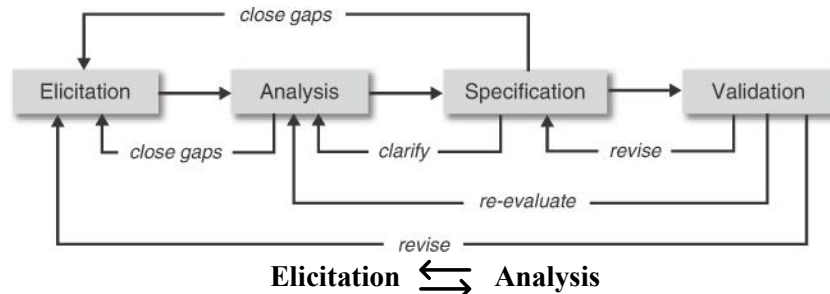 close gaps
Elicitation Analysis Specification Validation
close gaps clarify revise
re-evaluate
revise
Elicitation Analysis